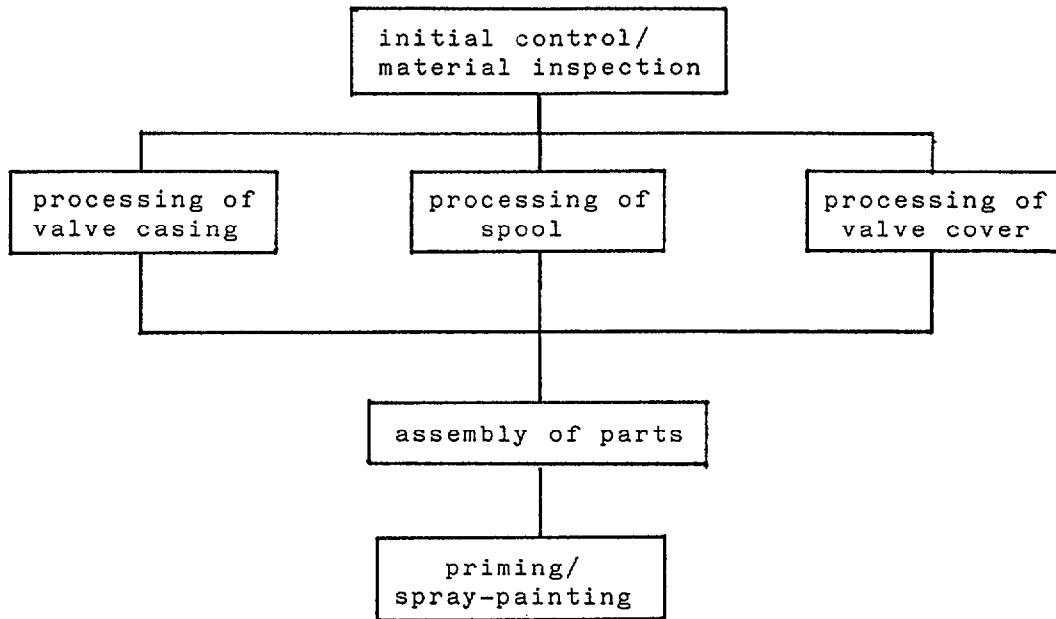 initial control/
material inspection
processing of
valve casing
processing of
spool
processing of
valve cover
assembly of parts
priming/
spray-painting